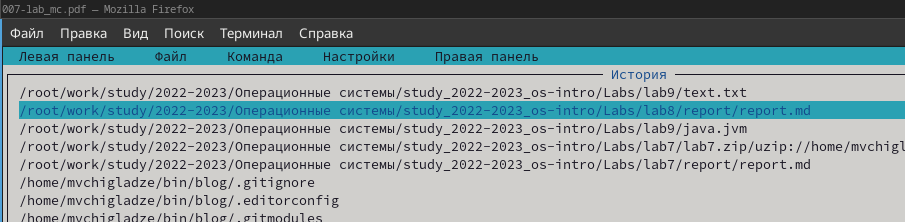 007-lab_mc.pdf — Mozilla Firefox
Файл Правка Вид Поиск Терминал Справка
Левая панель Файл Команда Настройки Правая панель
История
/root/work/study/2022-2023/Операционные системы/study_2022-2023_os-intro/Labs/lab9/text.txt
/root/work/study/2022-2023/Операционные системы/study_2022-2023_os-intro/Labs/lab8/report/report.md
/root/work/study/2022-2023/Операционные системы/study_2022-2023_os-intro/Labs/lab9/java.jvm
/root/work/study/2022-2023/Операционные системы/study_2022-2023_os-intro/Labs/lab7/lab7.zip/uzip://home/mvchigl
/root/work/study/2022-2023/Операционные системы/study_2022-2023_os-intro/Labs/lab7/report/report.md
/home/mvchigladze/bin/blog/.gitignore
/home/mvchigladze/bin/blog/.editorconfig
/home/mvchigladze/bin/blog/.gitmodules